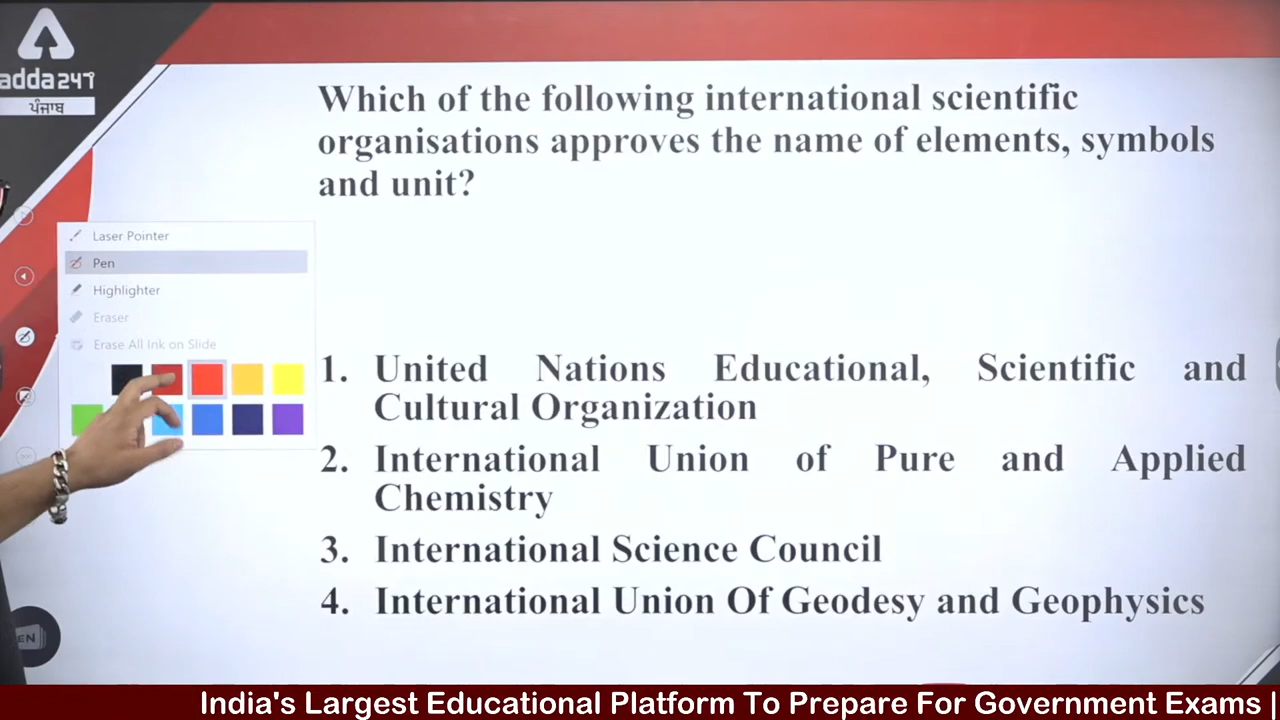 adda247
ਪੰਜਾਬ
Which of the following international scientific
organisations approves the name of elements, symbols
and unit?
Laser Pointer
Pen
Highlighter
Eraser
Erase All Ink on Slide
1. United Nations Educational, Scientific and
Cultural Organization
2. International Union of Pure and Applied
Chemistry
3. International Science Council
4. International Union Of Geodesy and Geophysics
EN
India's Largest Educational Platform To Prepare For Government Exams |